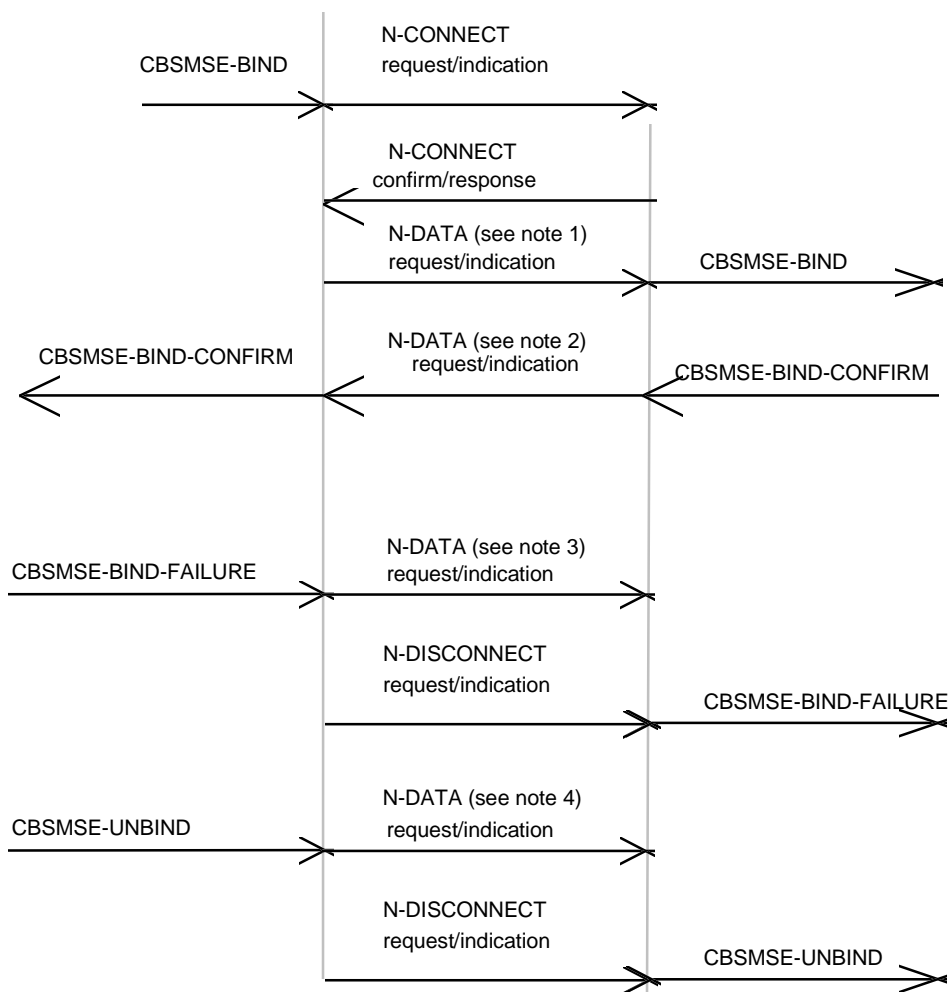 N-CONNECT
CBSMSE-BIND
request/indication
N-CONNECT
confirm/response
N-DATA (see note 1)
request/indication
CBSMSE-BIND
N-DATA (see note 2)
CBSMSE-BIND-CONFIRM
request/indication
CBSMSE-BIND-CONFIRM
N-DATA (see note 3)
CBSMSE-BIND-FAILURE
request/indication
N-DISCONNECT
request/indication
CBSMSE-BIND-FAILURE
N-DATA (see note 4)
CBSMSE-UNBIND
request/indication
N-DISCONNECT
request/indication
CBSMSE-UNBIND